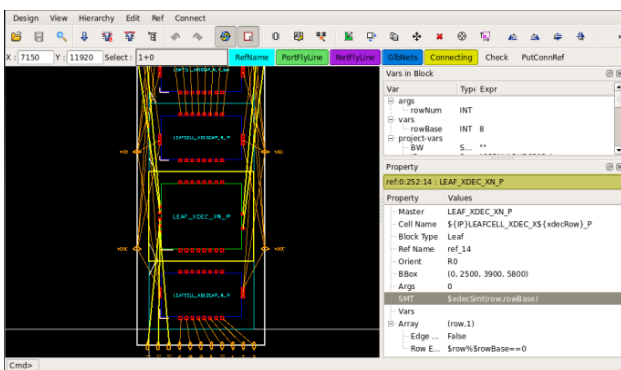 Design View Hierarchy Edit Ref Connect
X : 7150 Y : 11920 Select : 1+0 RefName PortFlyLine NetFlyLine GlbNets Connecting Check PutConnRef
Vars in Block
Var Type Expr
args
rowNum INT
vars
rowBase INT 8
project-vars
BW S... ""
Property
ref:0:252:14 : LEAF_XDEC_XN_P
Property Values
Master LEAF_XDEC_XN_P
Cell Name ${IP}LEAFCELL_XDEC_X${xdecRow}_P
Block Type Leaf
Ref Name ref_14
Orient R0
BBox (0, 2500, 3900, 5800)
Args 0
SMT $xdecSmt(row,rowBase)
Vars
Array (row,1)
Edge ... False
Row E... $row%$rowBase==0
LEAF_XDEC_XN_P
Cmd>